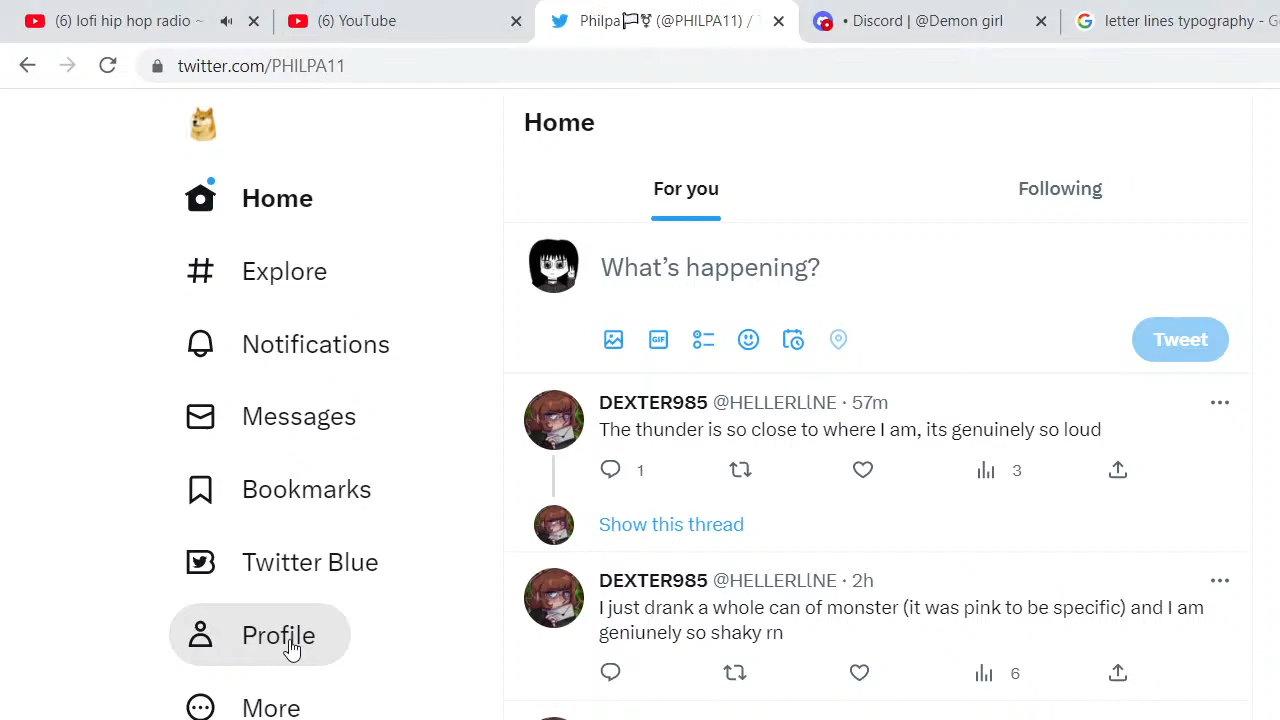 (6) lofi hip hop radio ~
(6) YouTube
Philpa🏳⚧ (@PHILPA11) / T
• Discord | @Demon girl
letter lines typography - G
twitter.com/PHILPA11
Home
Explore
Notifications
Messages
Bookmarks
Twitter Blue
Profile
More
Home
For you
Following
What's happening?
GIF
Tweet
DEXTER985 @HELLERLlNE · 57m
The thunder is so close to where I am, its genuinely so loud
1
3
Show this thread
DEXTER985 @HELLERLlNE · 2h
I just drank a whole can of monster (it was pink to be specific) and I am
geniunely so shaky rn
6